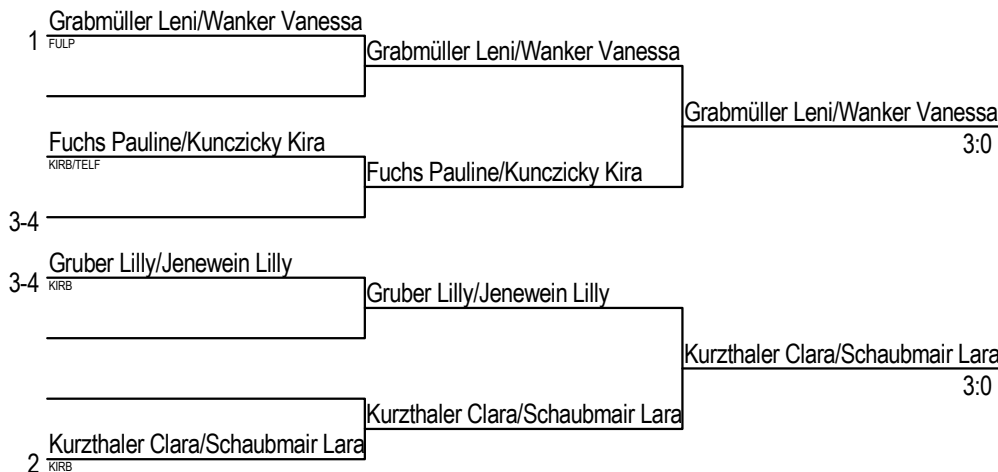 Grabmüller Leni/Wanker Vanessa
1 FULP
Grabmüller Leni/Wanker Vanessa
Grabmüller Leni/Wanker Vanessa
3:0
Fuchs Pauline/Kunczicky Kira
KIRB/TELF
Fuchs Pauline/Kunczicky Kira
3-4
Gruber Lilly/Jenewein Lilly
3-4 KIRB
Gruber Lilly/Jenewein Lilly
Kurzthaler Clara/Schaubmair Lara
3:0
Kurzthaler Clara/Schaubmair Lara
Kurzthaler Clara/Schaubmair Lara
2 KIRB